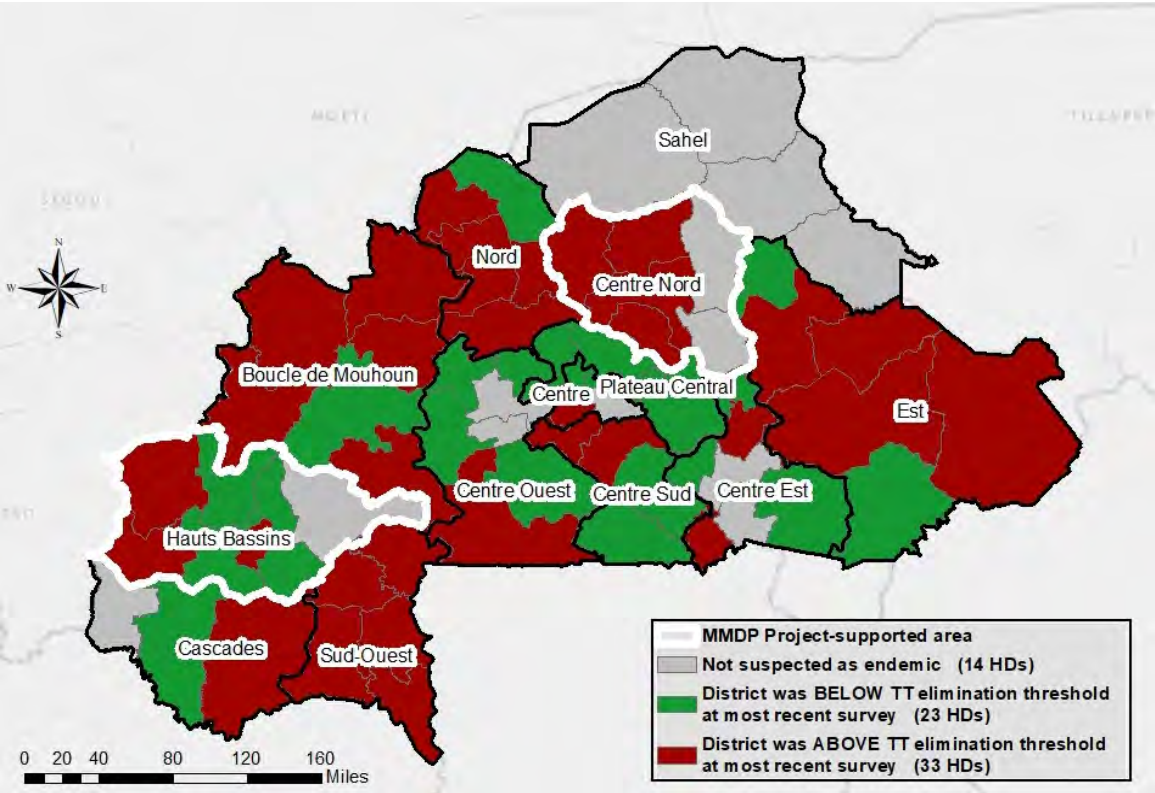 MOPTI
TILLABERI
SEGOU
Sahel
N
W E
S
Nord
Centre Nord
Boucle de Mouhoun
Centre
Plateau Central
Est
Centre Ouest
Centre Sud
Centre Est
Hauts Bassins
Cascades
Sud-Ouest
MMDP Project-supported area
Not suspected as endemic (14 HDs)
District was BELOW TT elimination threshold
at most recent survey (23 HDs)
District was ABOVE TT elimination threshold
at most recent survey (33 HDs)
0 20 40 80 120 160
Miles